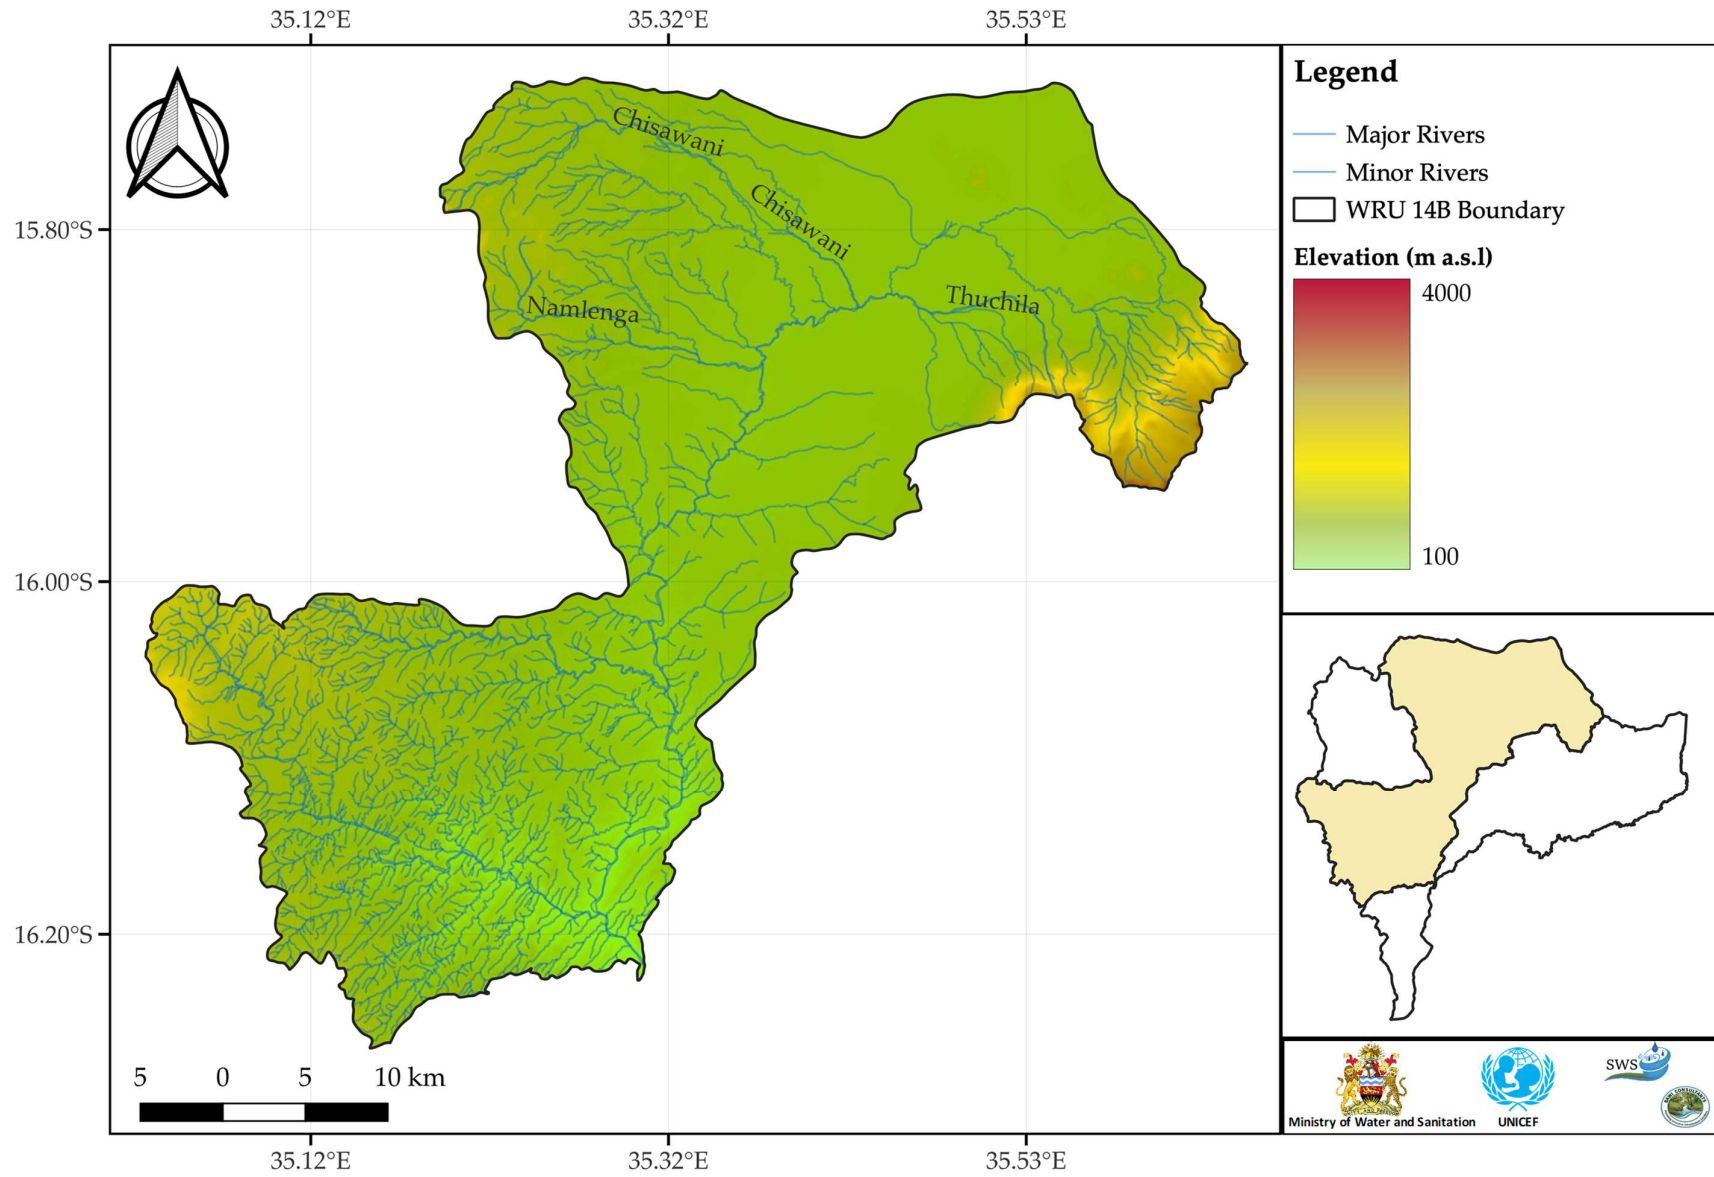 35.12°E
35.32°E
35.53°E
15.80°S
16.00°S
16.20°S
Chisawani
Chisawani
Namlenga
Thuchila
5 0 5 10 km
35.12°E
35.32°E
35.53°E
Legend
Major Rivers
Minor Rivers
WRU 14B Boundary
Elevation (m a.s.l)
4000
100
Ministry of Water and Sanitation
UNICEF
SWS